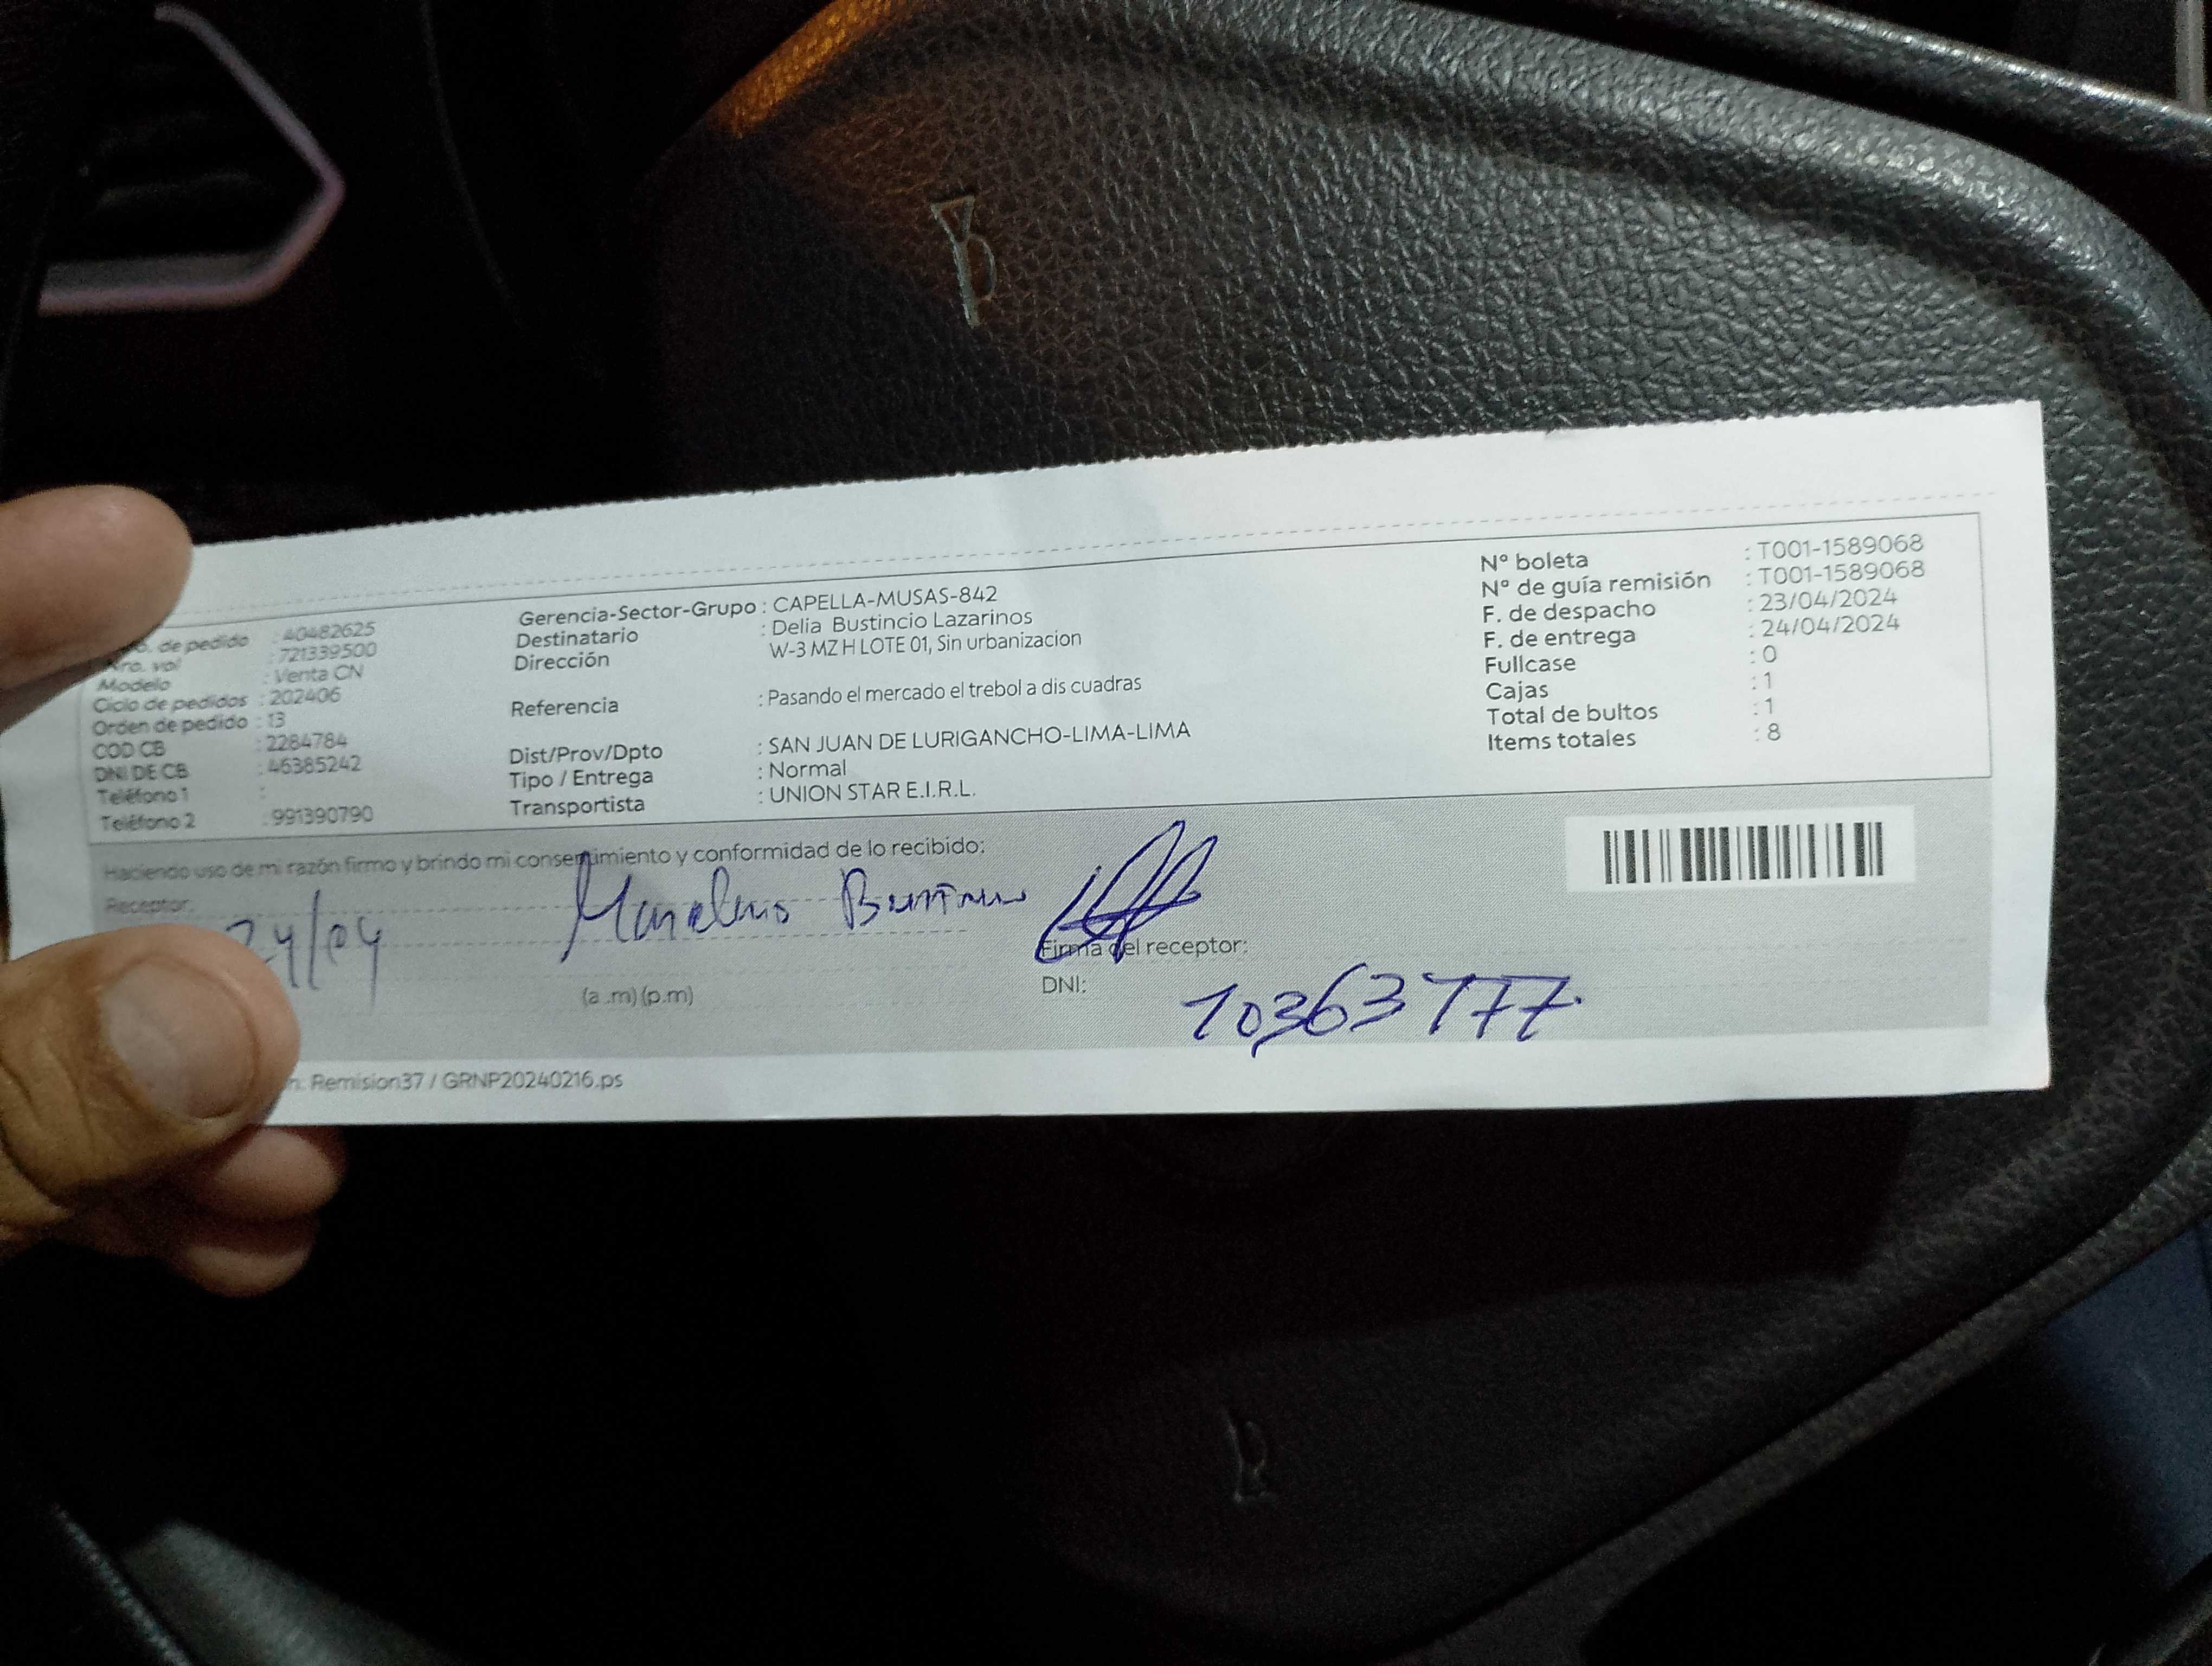 o. de pedido : 40482625
Nro. vol : 721339500
Modelo : Venta CN
Ciclo de pedidos : 202406
Orden de pedido : 13
COD CB : 2284784
DNI DE CB : 46385242
Teléfono 1 :
Teléfono 2 : 991390790
Gerencia-Sector-Grupo : CAPELLA-MUSAS-842
Destinatario : Delia Bustincio Lazarinos
Dirección W-3 MZ H LOTE 01, Sin urbanizacion
Referencia : Pasando el mercado el trebol a dis cuadras
Dist/Prov/Dpto : SAN JUAN DE LURIGANCHO-LIMA-LIMA
Tipo / Entrega : Normal
Transportista : UNION STAR E.I.R.L.
Nº boleta : T001-1589068
Nº de guía remisión : T001-1589068
F. de despacho : 23/04/2024
F. de entrega : 24/04/2024
Fullcase : 0
Cajas : 1
Total de bultos : 1
Items totales : 8
Haciendo uso de mi razón firmo y brindo mi consentimiento y conformidad de lo recibido:
Receptor:
24/04
Firma del receptor:
(a .m) (p.m)
DNI: 10363777
n: Remision37 / GRNP20240216.ps